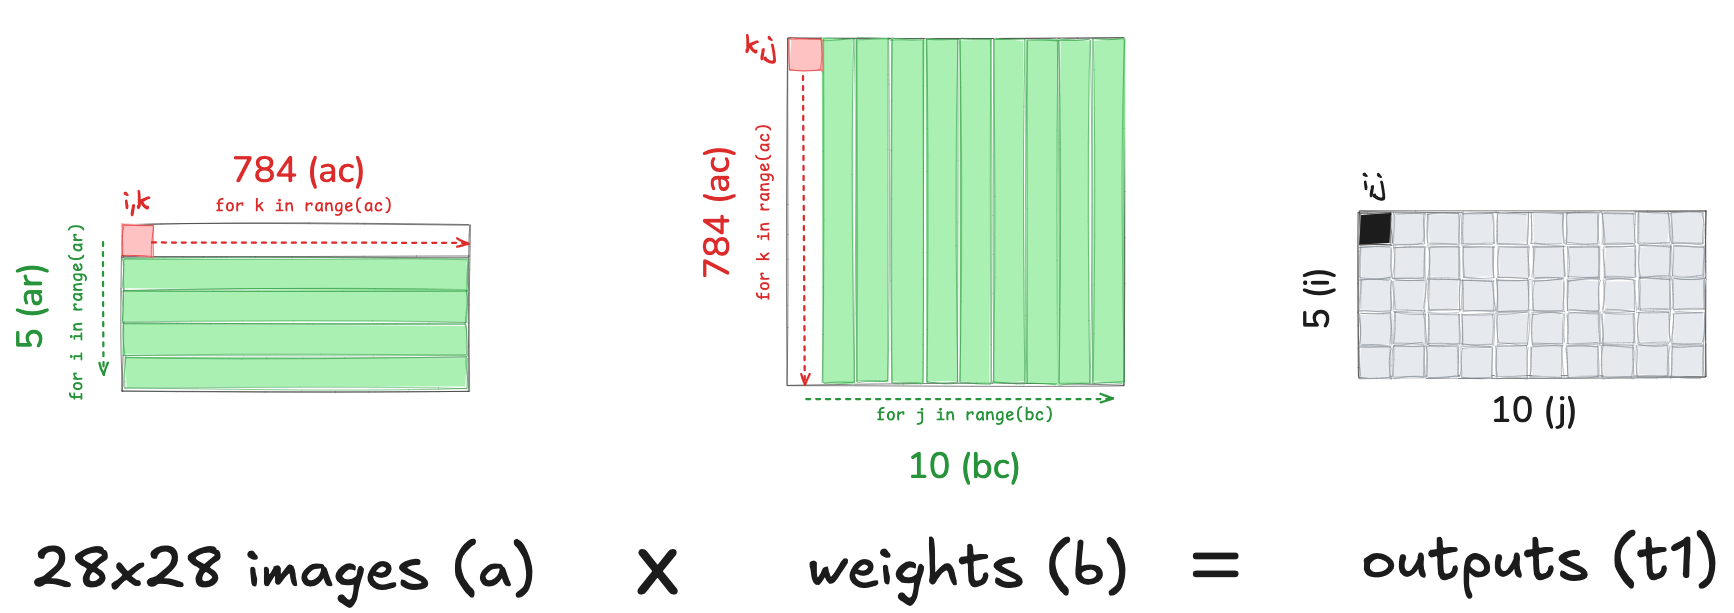 784 (ac)
for k in range(ac)
i,k
5 (ar)
for i in range(ar)
k,j
784 (ac)
for k in range(ac)
for j in range(bc)
10 (bc)
i,j
5 (i)
10 (j)
28x28 images (a) x weights (b) = outputs (t1)